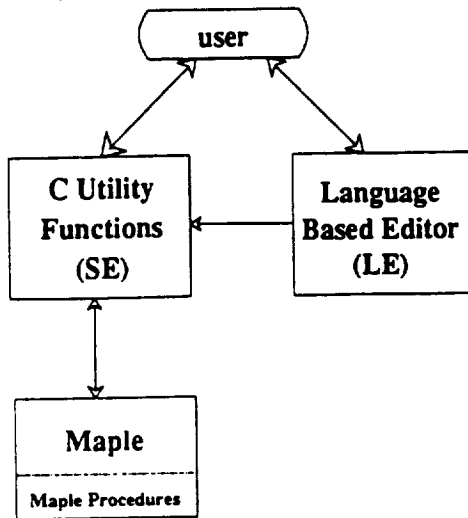 user
C Utility
Functions
(SE)
Language
Based Editor
(LE)
Maple
Maple Procedures